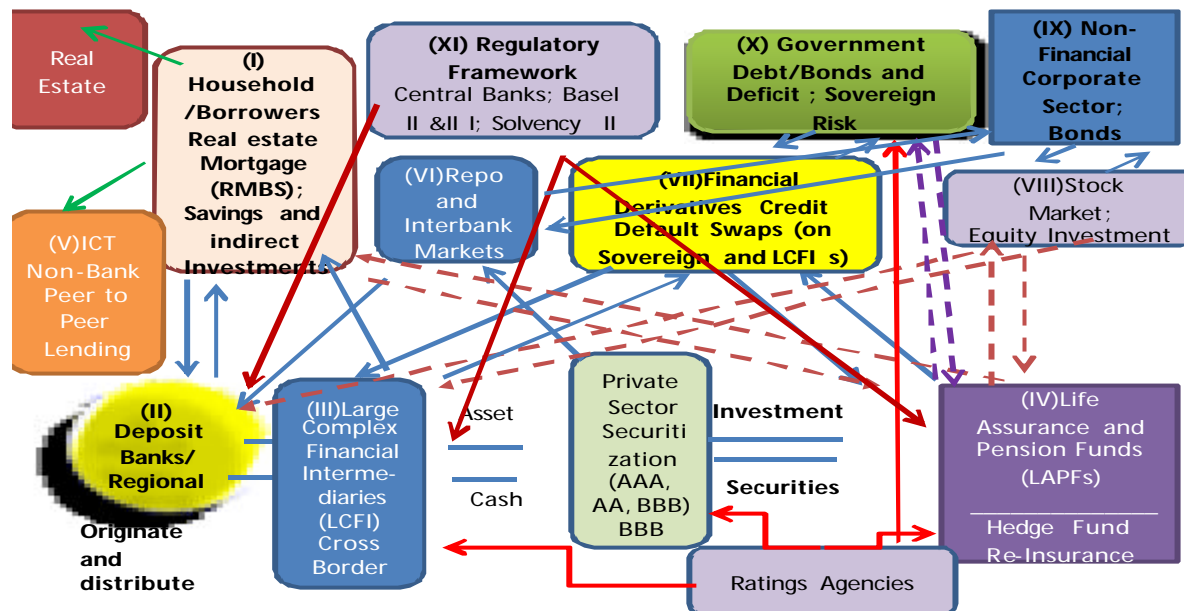 Real
Estate
(I)
Household
/Borrowers
Real estate
Mortgage
(RMBS);
Savings and
indirect
Investments
(XI) Regulatory
Framework
Central Banks; Basel
II &II I; Solvency II
(X) Government
Debt/Bonds and
Deficit ; Sovereign
Risk
(IX) Non-
Financial
Corporate
Sector;
Bonds
(V)ICT
Non-Bank
Peer to
Peer
Lending
(VI)Repo
and
Interbank
Markets
(VII)Financial
Derivatives Credit
Default Swaps (on
Sovereign and LCFI s)
(VIII)Stock
Market;
Equity Investment
(II)
Deposit
Banks/
Regional
Originate
and
distribute
(III)Large
Complex
Financial
Interme-
diaries
(LCFI)
Cross
Border
Asset
Cash
Private
Sector
Securiti
zation
(AAA,
AA, BBB)
BBB
Investment
Securities
(IV)Life
Assurance and
Pension Funds
(LAPFs)
Hedge Fund
Re-Insurance
Ratings Agencies